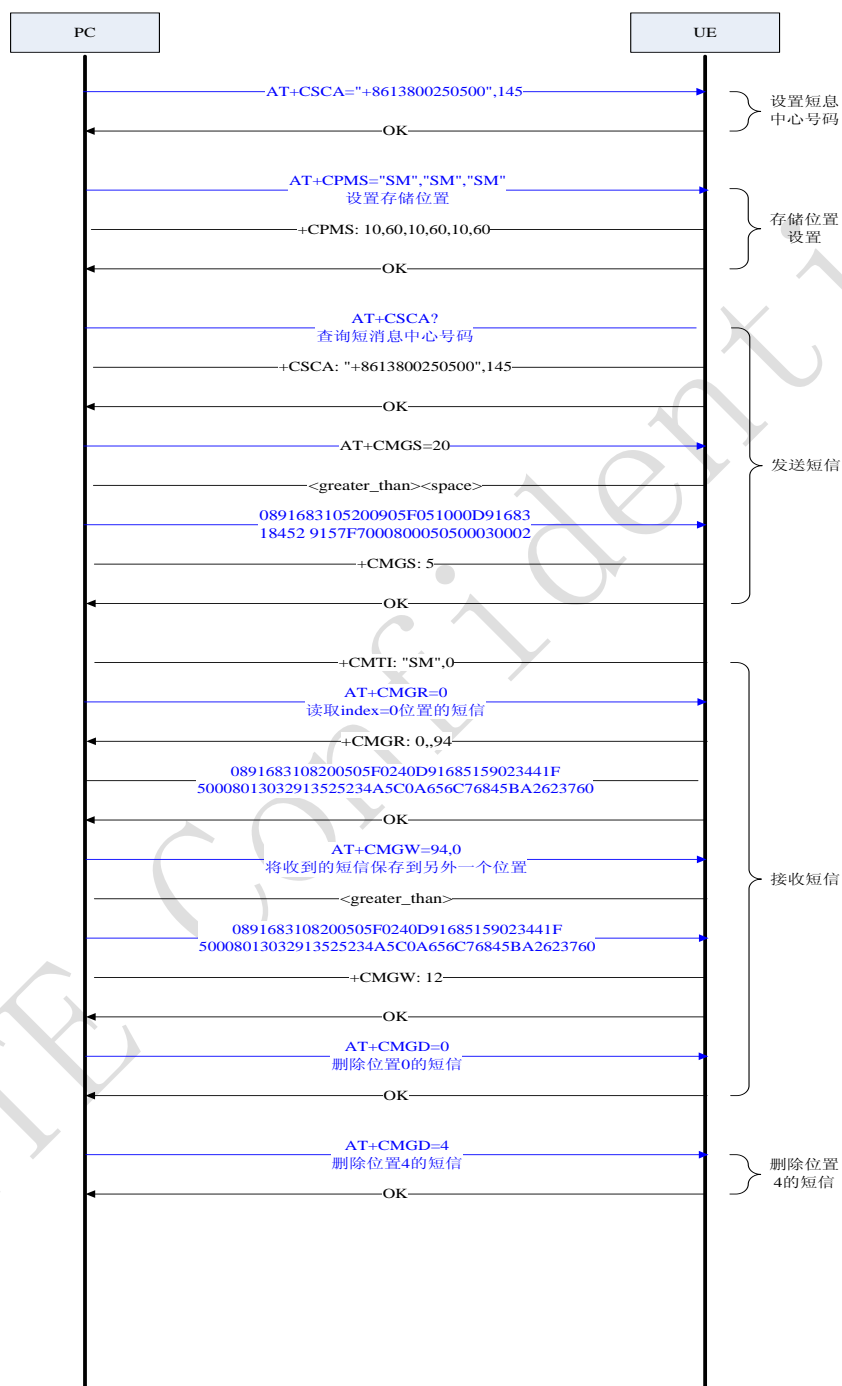 PC
UE
AT+CSCA="+8613800250500",145
OK
设置短息
中心号码
AT+CPMS="SM","SM","SM"
设置存储位置
+CPMS: 10,60,10,60,10,60
OK
存储位置
设置
AT+CSCA?
查询短消息中心号码
+CSCA: "+8613800250500",145
OK
AT+CMGS=20
<greater_than><space>
0891683105200905F051000D91683
18452 9157F7000800050500030002
+CMGS: 5
OK
发送短信
+CMTI: "SM",0
AT+CMGR=0
读取index=0位置的短信
+CMGR: 0,,94
0891683108200505F0240D91685159023441F
50008013032913525234A5C0A656C76845BA2623760
OK
AT+CMGW=94,0
将收到的短信保存到另外一个位置
<greater_than>
0891683108200505F0240D91685159023441F
50008013032913525234A5C0A656C76845BA2623760
+CMGW: 12
OK
AT+CMGD=0
删除位置0的短信
OK
接收短信
AT+CMGD=4
删除位置4的短信
OK
删除位置
4的短信
TE Confidenti